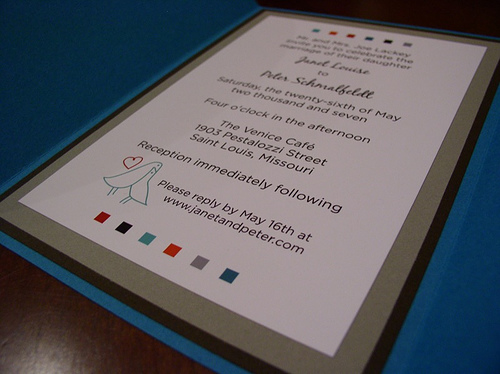 Mr. and Mrs. Joe Lackey
invite you to celebrate the
marriage of their daughter
Janet Louise
to
Peter Schmalfeldt
Saturday, the twenty-sixth of May
two thousand and seven
Four o'clock in the afternoon
The Venice Café
1903 Pestalozzi Street
Saint Louis, Missouri
Reception immediately following
Please reply by May 16th at
www.janetandpeter.com